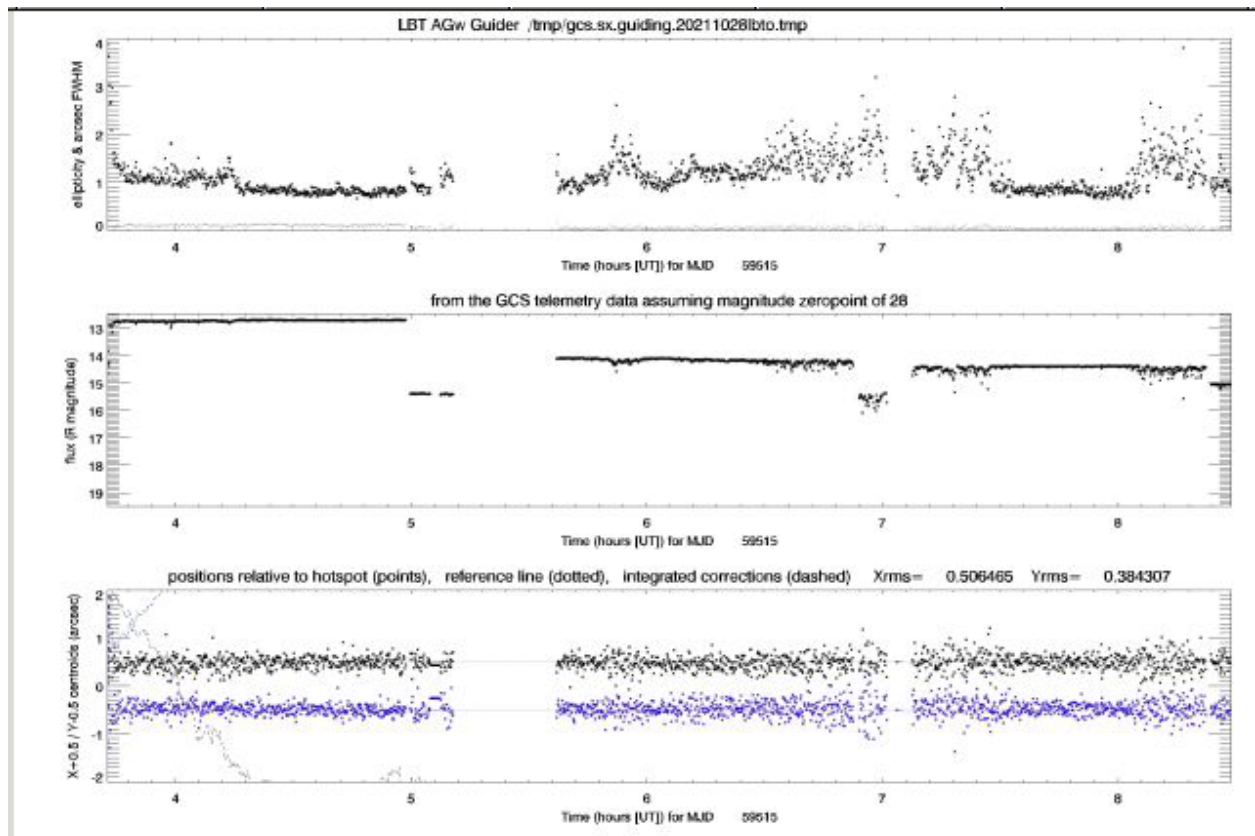 LBT AGw Guider /tmp/gcs.sx.guiding.20211028lbto.tmp
ellipticity & arcsec FWHM
4
3
2
1
0
4 5 6 7 8
Time (hours [UT]) for MJD 59515
from the GCS telemetry data assuming magnitude zeropoint of 28
flux (R magnitude)
13
14
15
16
17
18
19
4 5 6 7 8
Time (hours [UT]) for MJD 59515
positions relative to hotspot (points), reference line (dotted), integrated corrections (dashed) Xrms= 0.506465 Yrms= 0.384307
X+0.5 / Y-0.5 centroids (arcsec)
2
1
0
-1
-2
4 5 6 7 8
Time (hours [UT]) for MJD 59515